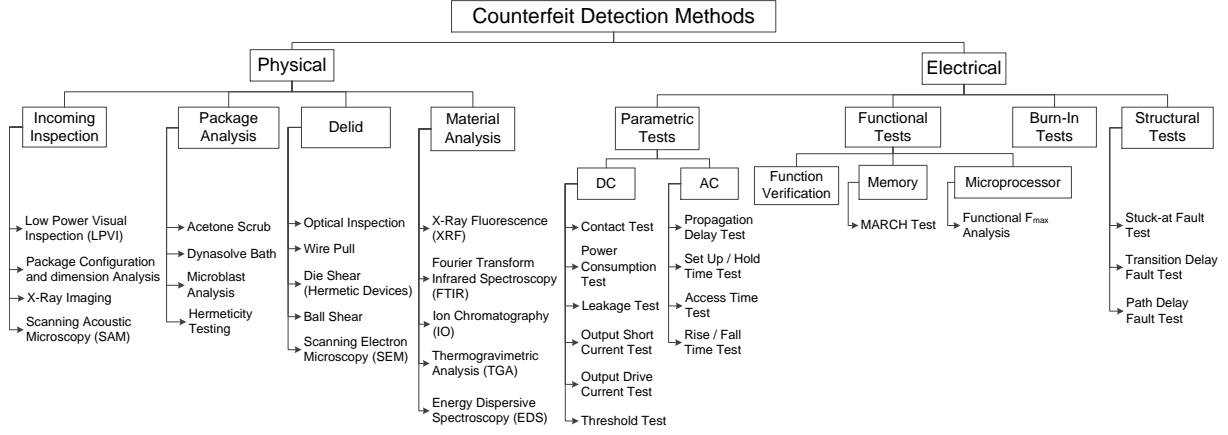 Counterfeit Detection Methods
Physical
Electrical
Incoming
Inspection
Package
Analysis
Delid
Material
Analysis
Parametric
Tests
Functional
Tests
Burn-In
Tests
Structural
Tests
Low Power Visual
Inspection (LPVI)
Package Configuration
and dimension Analysis
X-Ray Imaging
Scanning Acoustic
Microscopy (SAM)
Acetone Scrub
Dynasolve Bath
Microblast
Analysis
Hermeticity
Testing
Optical Inspection
Wire Pull
Die Shear
(Hermetic Devices)
Ball Shear
Scanning Electron
Microscopy (SEM)
X-Ray Fluorescence
(XRF)
Fourier Transform
Infrared Spectroscopy
(FTIR)
Ion Chromatography
(IO)
Thermogravimetric
Analysis (TGA)
Energy Dispersive
Spectroscopy (EDS)
DC
Contact Test
Power
Consumption
Test
Leakage Test
Output Short
Current Test
Output Drive
Current Test
Threshold Test
AC
Propagation
Delay Test
Set Up / Hold
Time Test
Access Time
Test
Rise / Fall
Time Test
Function
Verification
Memory
MARCH Test
Microprocessor
Functional Fmax
Analysis
Stuck-at Fault
Test
Transition Delay
Fault Test
Path Delay
Fault Test